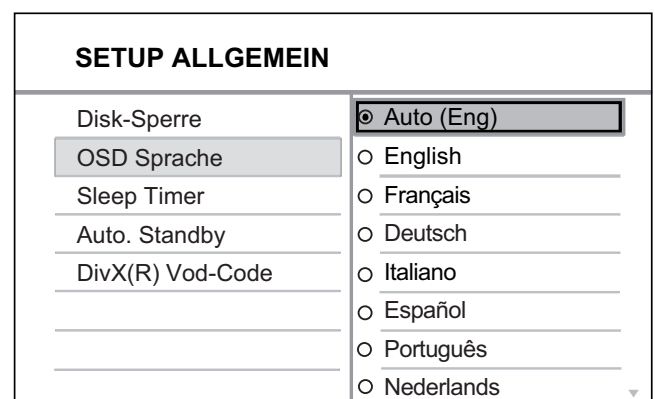 SETUP ALLGEMEIN
Disk-Sperre
OSD Sprache
Sleep Timer
Auto. Standby
DivX(R) Vod-Code
Auto (Eng)
English
Français
Deutsch
Italiano
Español
Português
Nederlands